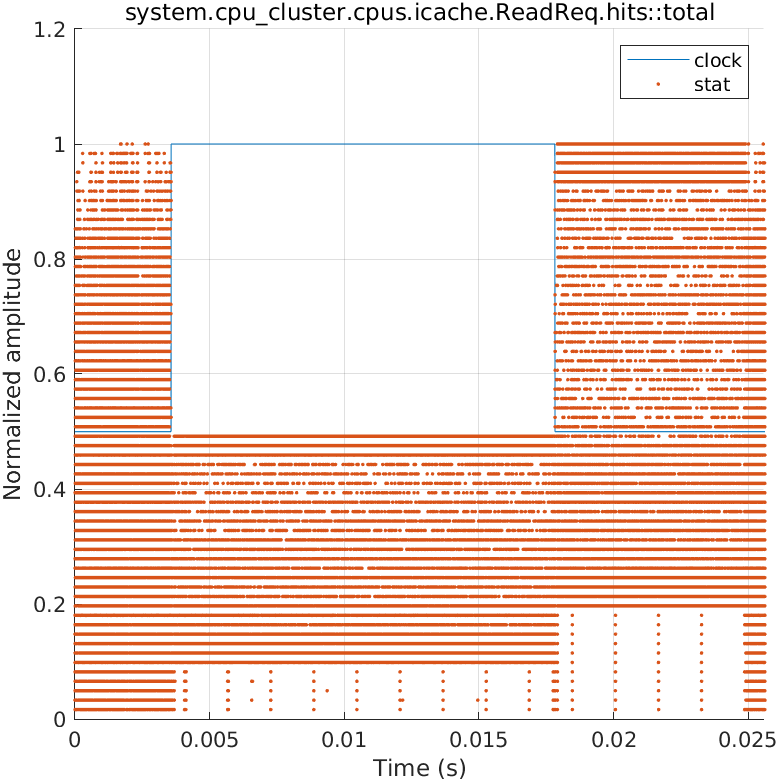 system.cpu_cluster.cpus.icache.ReadReq.hits::total
1.2
clock
stat
1
0.8
0.6
0.4
0.2
0
Normalized amplitude
0 0.005 0.01 0.015 0.02 0.025
Time (s)